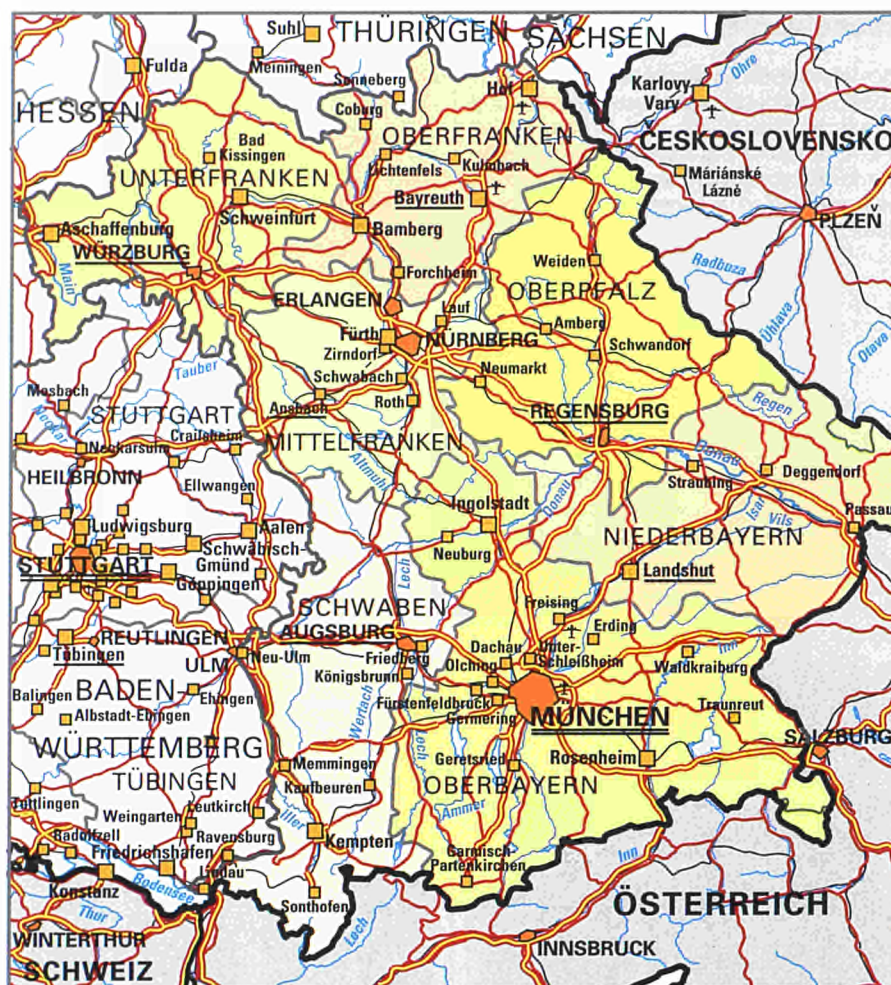 Suhl
THÜRINGEN
SACHSEN
Meiningen
Fulda
Sonneberg
Hof
Karlovy
Vary
Ohre
HESSEN
Coburg
OBERFRANKEN
ČESKOSLOVENSKO
Bad
Kissingen
Lichtenfels
Kulmbach
Máriánské
Lázně
UNTERFRANKEN
Schweinfurt
Bayreuth
PLZEŇ
Aschaffenburg
Bamberg
WÜRZBURG
Main
Forchheim
Weiden
Radbuza
ERLANGEN
OBERPFALZ
Lauf
Úhlava
Otava
Fürth
NÜRNBERG
Amberg
Zirndorf
Schwandorf
Tauber
Schwabach
Neumarkt
Mosbach
Neckar
Ansbach
Roth
REGENSBURG
Regen
STUTTGART
Crailsheim
MITTELFRANKEN
Neckarsulm
Altmühl
Donau
HEILBRONN
Straubing
Deggendorf
Ellwangen
Ingolstadt
Donau
Isar
Vils
Passau
Ludwigsburg
Aalen
Schwäbisch-
Gmünd
Neuburg
NIEDERBAYERN
STUTTGART
Göppingen
Lech
Landshut
SCHWABEN
Freising
REUTLINGEN
AUGSBURG
Erding
Inn
Tübingen
ULM
Neu-Ulm
Friedberg
Dachau
Unter-
Schleißheim
Olching
Waldkraiburg
Königsbrunn
BADEN-
WÜRTTEMBERG
Balingen
Ehingen
Albstadt-Ebingen
Wertach
Fürstenfeldbruck
Germering
MÜNCHEN
Traunreut
SALZBURG
TÜBINGEN
Memmingen
Lech
Geretsried
Rosenheim
Kaufbeuren
OBERBAYERN
Tuttlingen
Weingarten
Leutkirch
Iller
Ammer
Radolfzell
Ravensburg
Kempten
Friedrichshafen
Lindau
Garmisch-
Partenkirchen
Inn
Konstanz
Bodensee
Sonthofen
ÖSTERREICH
Thur
Lech
WINTERTHUR
INNSBRUCK
SCHWEIZ